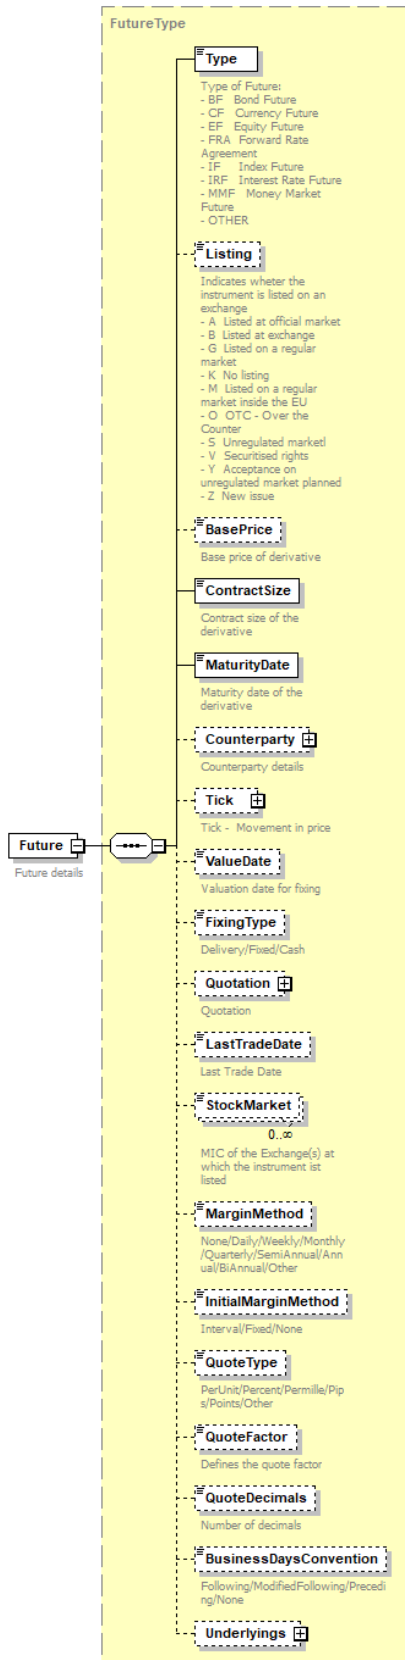 FutureType
Type
Type of Future:
- BF Bond Future
- CF Currency Future
- EF Equity Future
- FRA Forward Rate
Agreement
- IF Index Future
- IRF Interest Rate Future
- MMF Money Market
Future
- OTHER
Listing
Indicates wheter the
instrument is listed on an
exchange
- A Listed at official market
- B Listed at exchange
- G Listed on a regular
market
- K No listing
- M Listed on a regular
market inside the EU
- O OTC - Over the
Counter
- S Unregulated marketl
- V Securitised rights
- Y Acceptance on
unregulated market planned
- Z New issue
BasePrice
Base price of derivative
ContractSize
Contract size of the
derivative
MaturityDate
Maturity date of the
derivative
Counterparty
Counterparty details
Tick
Tick - Movement in price
Future
Future details
ValueDate
Valuation date for fixing
FixingType
Delivery/Fixed/Cash
Quotation
Quotation
LastTradeDate
Last Trade Date
StockMarket
0..∞
MIC of the Exchange(s) at
which the instrument ist
listed
MarginMethod
None/Daily/Weekly/Monthly
/Quarterly/SemiAnnual/Ann
ual/BiAnnual/Other
InitialMarginMethod
Interval/Fixed/None
QuoteType
PerUnit/Percent/Permille/Pip
s/Points/Other
QuoteFactor
Defines the quote factor
QuoteDecimals
Number of decimals
BusinessDaysConvention
Following/ModifiedFollowing/Precedi
ng/None
Underlyings